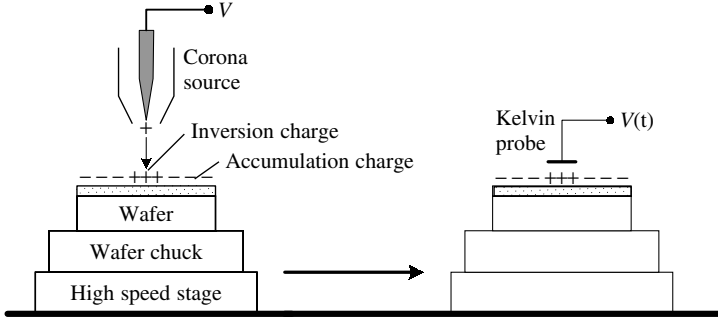 V
Corona
source
+
Inversion charge
Accumulation charge
+++
Wafer
Wafer chuck
High speed stage
Kelvin
probe
V(t)
+++